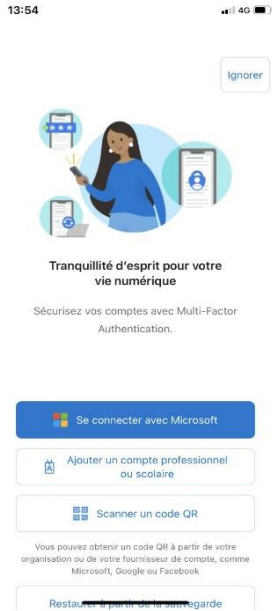 13:54
4G
Ignorer
Tranquillité d'esprit pour votre
vie numérique
Sécurisez vos comptes avec Multi-Factor
Authentication.
Se connecter avec Microsoft
Ajouter un compte professionnel
ou scolaire
Scanner un code QR
Vous pouvez obtenir un code QR à partir de votre
organisation ou de votre fournisseur de compte, comme
Microsoft, Google ou Facebook
Restaurer à partir de la sauvegarde